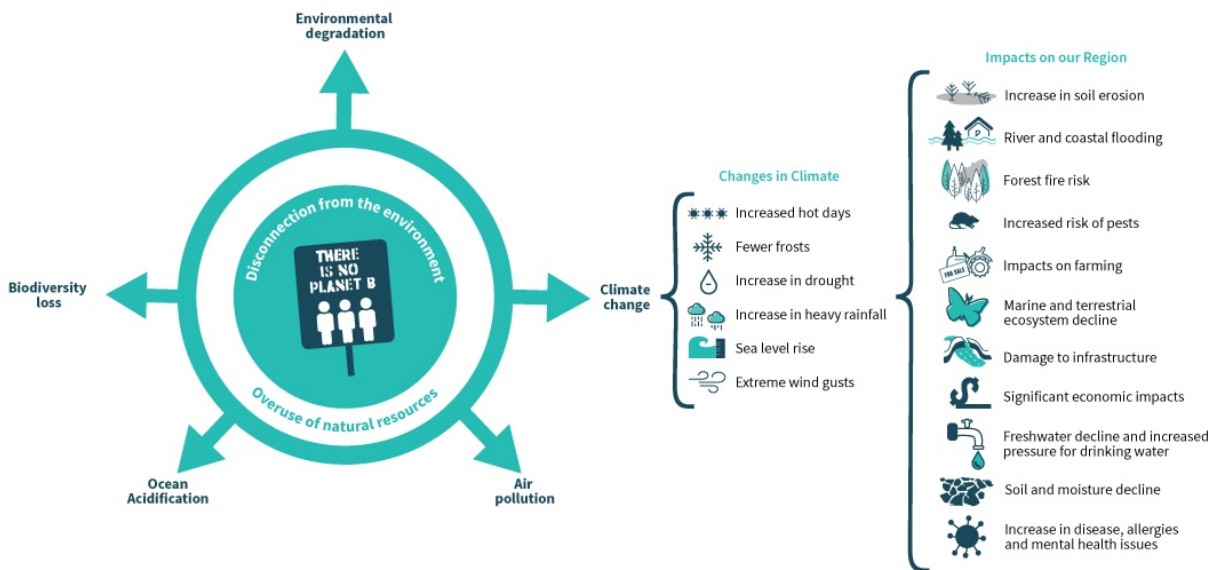 Environmental
degradation
Biodiversity
loss
Disconnection from the environment
THERE
IS NO
PLANET B
Overuse of natural resources
Ocean
Acidification
Air
pollution
Climate
change
Changes in Climate
Increased hot days
Fewer frosts
Increase in drought
Increase in heavy rainfall
Sea level rise
Extreme wind gusts
Impacts on our Region
Increase in soil erosion
River and coastal flooding
Forest fire risk
Increased risk of pests
FOR SALE
Impacts on farming
Marine and terrestrial
ecosystem decline
Damage to infrastructure
Significant economic impacts
Freshwater decline and increased
pressure for drinking water
Soil and moisture decline
Increase in disease, allergies
and mental health issues